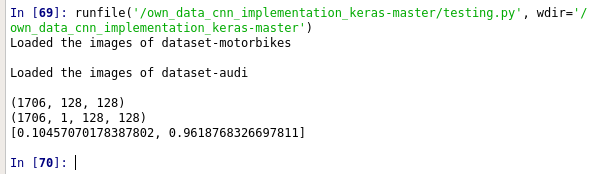 In [69]: runfile('/own_data_cnn_implementation_keras-master/testing.py', wdir='/
own_data_cnn_implementation_keras-master')
Loaded the images of dataset-motorbikes
Loaded the images of dataset-audi
(1706, 128, 128)
(1706, 1, 128, 128)
[0.10457070178387802, 0.9618768326697811]
In [70]: